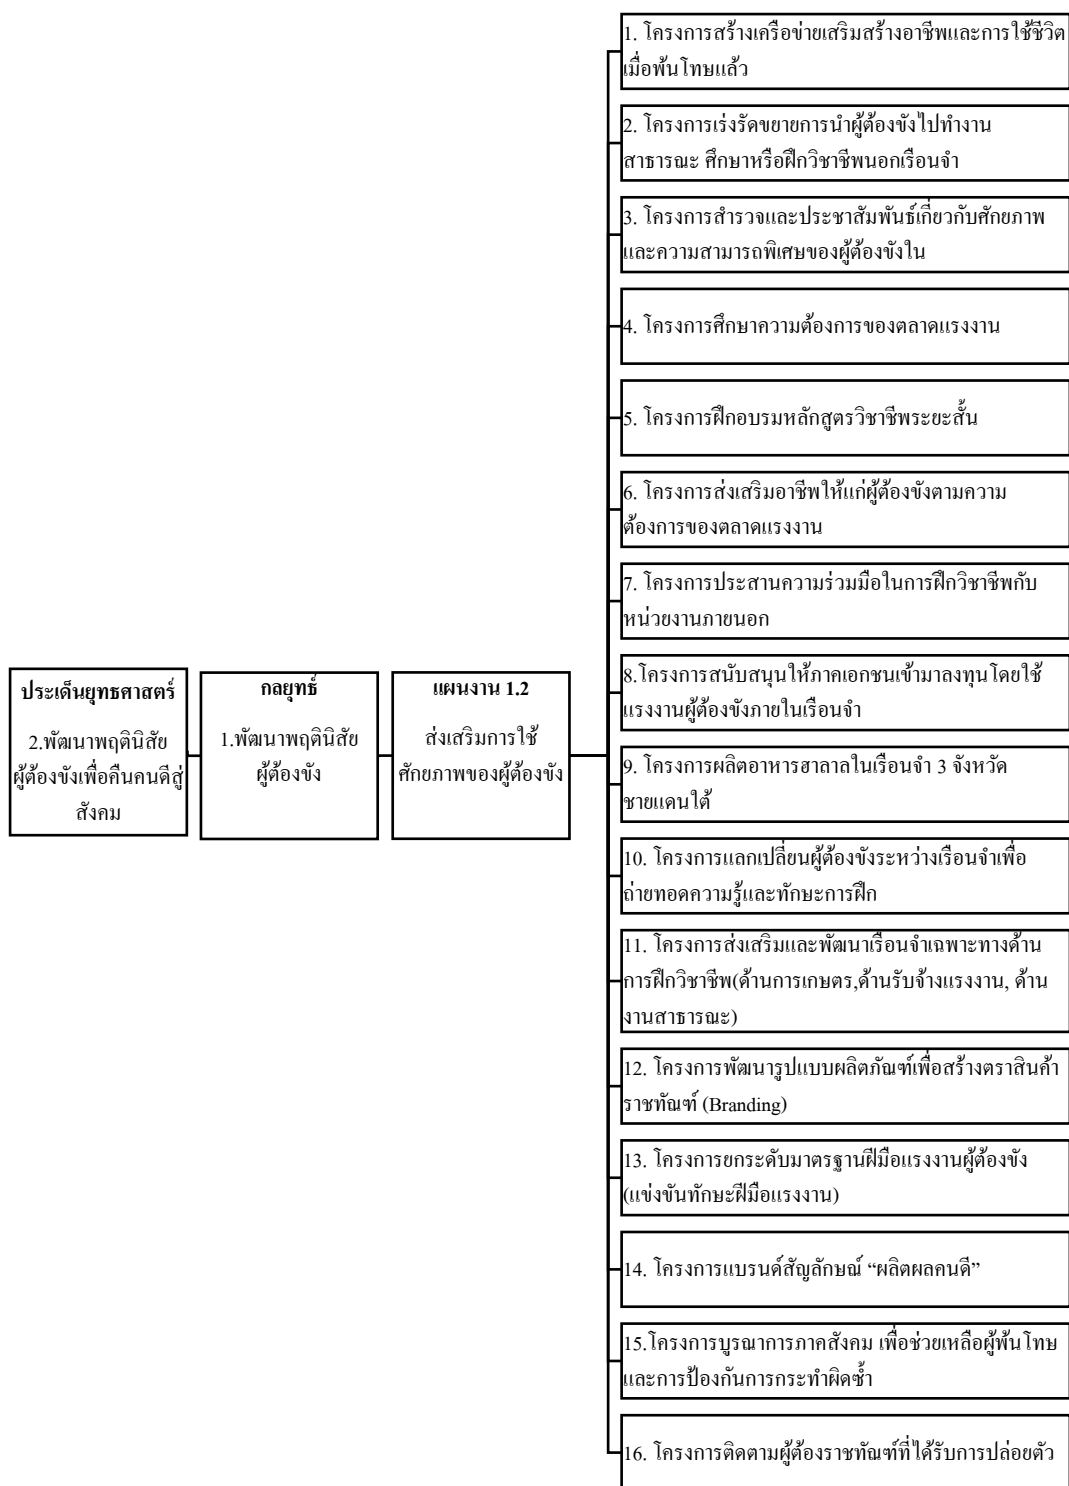 1. โครงการสร้างเครือข่ายเสริมสร้างอาชีพและการใช้ชีวิต
เมื่อพ้นโทษแล้ว
2. โครงการเร่งรัดขยายการนำผู้ต้องขังไปทำงาน
สาธารณะ ศึกษาหรือฝึกวิชาชีพนอกเรือนจำ
3. โครงการสำรวจและประชาสัมพันธ์เกี่ยวกับศักยภาพ
และความสามารถพิเศษของผู้ต้องขังใน
4. โครงการศึกษาความต้องการของตลาดแรงงาน
5. โครงการฝึกอบรมหลักสูตรวิชาชีพระยะสั้น
6. โครงการส่งเสริมอาชีพให้แก่ผู้ต้องขังตามความ
ต้องการของตลาดแรงงาน
7. โครงการประสานความร่วมมือในการฝึกวิชาชีพกับ
หน่วยงานภายนอก
ประเด็นยุทธศาสตร์
2.พัฒนาพฤตินิสัย
ผู้ต้องขังเพื่อคืนคนดีสู่
สังคม
กลยุทธ์
1.พัฒนาพฤตินิสัย
ผู้ต้องขัง
แผนงาน 1.2
ส่งเสริมการใช้
ศักยภาพของผู้ต้องขัง
8.โครงการสนับสนุนให้ภาคเอกชนเข้ามาลงทุนโดยใช้
แรงงานผู้ต้องขังภายในเรือนจำ
9. โครงการผลิตอาหารฮาลาลในเรือนจำ 3 จังหวัด
ชายแดนใต้
10. โครงการแลกเปลี่ยนผู้ต้องขังระหว่างเรือนจำเพื่อ
ถ่ายทอดความรู้และทักษะการฝึก
11. โครงการส่งเสริมและพัฒนาเรือนจำเฉพาะทางด้าน
การฝึกวิชาชีพ(ด้านการเกษตร,ด้านรับจ้างแรงงาน, ด้าน
งานสาธารณะ)
12. โครงการพัฒนารูปแบบผลิตภัณฑ์เพื่อสร้างตราสินค้า
ราชทัณฑ์ (Branding)
13. โครงการยกระดับมาตรฐานฝีมือแรงงานผู้ต้องขัง
(แข่งขันทักษะฝีมือแรงงาน)
14. โครงการแบรนด์สัญลักษณ์ “ผลิตผลคนดี”
15.โครงการบูรณาการภาคสังคม เพื่อช่วยเหลือผู้พ้นโทษ
และการป้องกันการกระทำผิดซ้ำ
16. โครงการติดตามผู้ต้องราชทัณฑ์ที่ได้รับการปล่อยตัว